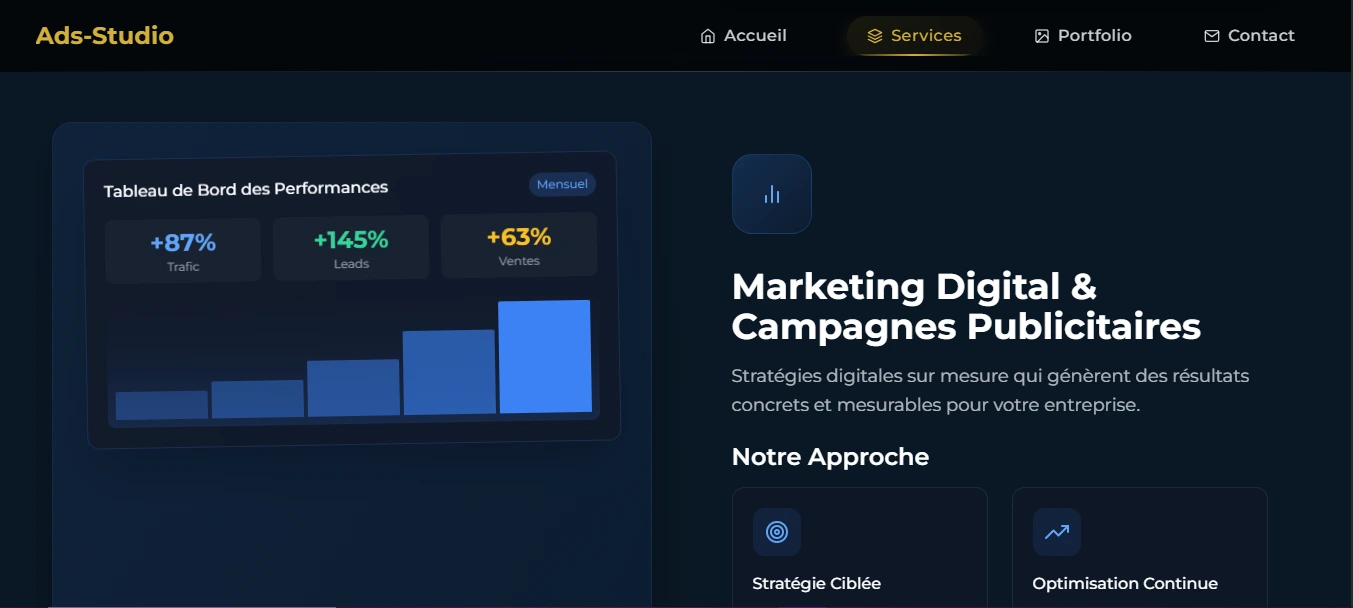 Ads-Studio
Accueil
Services
Portfolio
Contact
Tableau de Bord des Performances
Mensuel
+87%
Trafic
+145%
Leads
+63%
Ventes
Marketing Digital &
Campagnes Publicitaires
Stratégies digitales sur mesure qui génèrent des résultats
concrets et mesurables pour votre entreprise.
Notre Approche
Stratégie Ciblée
Optimisation Continue